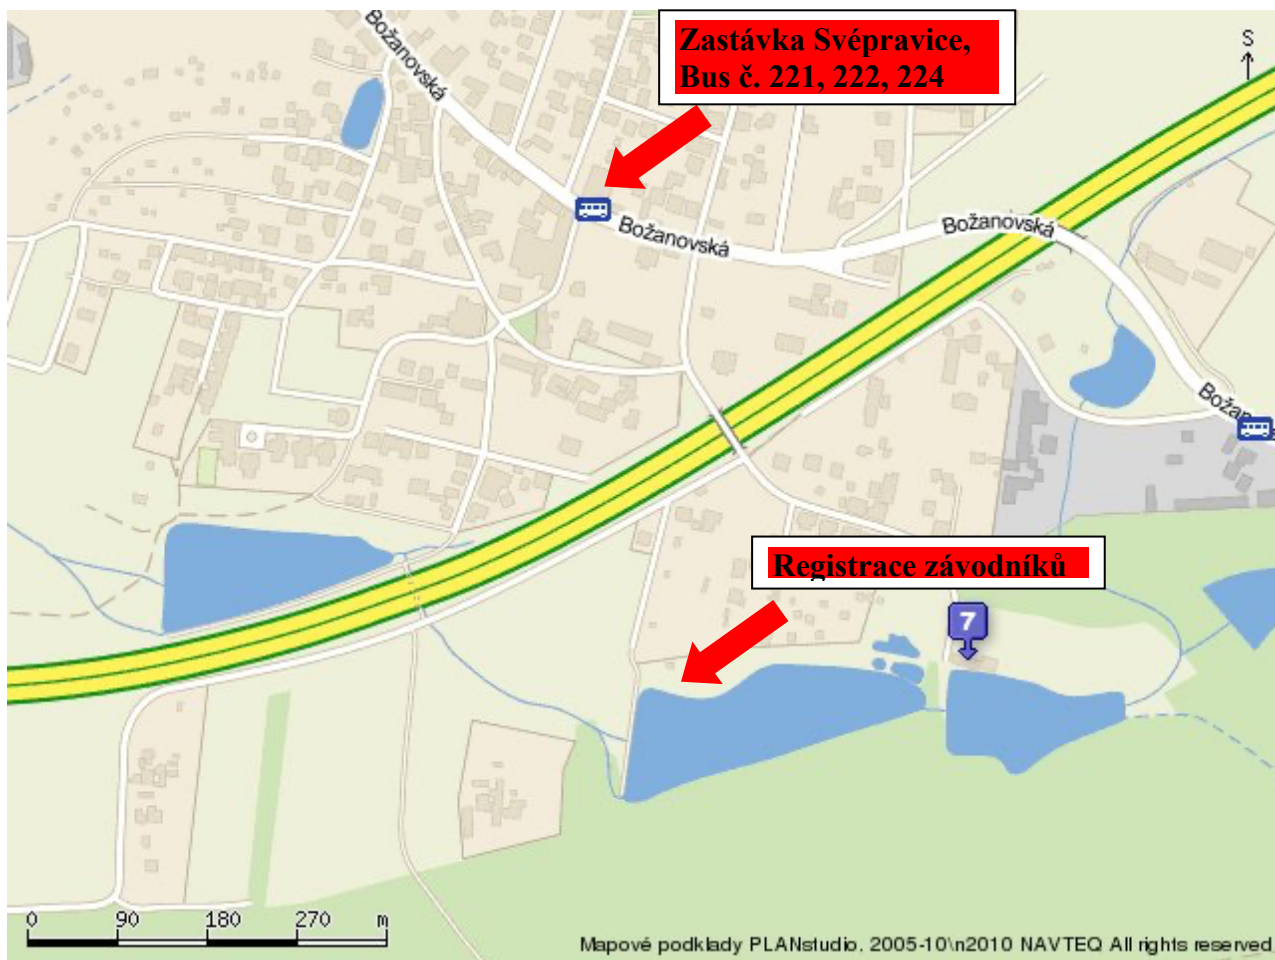 Božanovská
Zastávka Svépravice,
Bus č. 221, 222, 224
S
Božanovská
Božanovská
Božan
Registrace závodníků
7
0 90 180 270 m
Mapové podklady PLANstudio. 2005-10\n2010 NAVTEQ All rights reserved